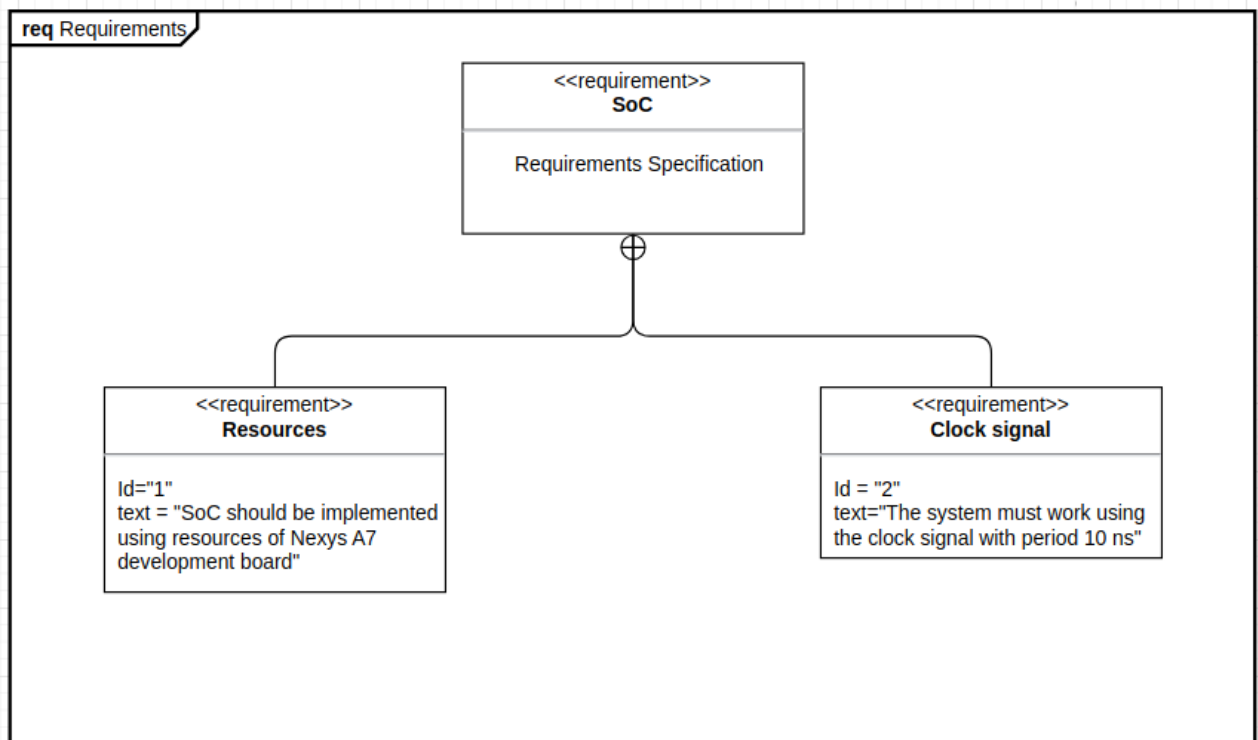 req Requirements
<<requirement>>
SoC
Requirements Specification
<<requirement>>
Resources
Id="1"
text = "SoC should be implemented
using resources of Nexys A7
development board"
<<requirement>>
Clock signal
Id = "2"
text="The system must work using
the clock signal with period 10 ns"